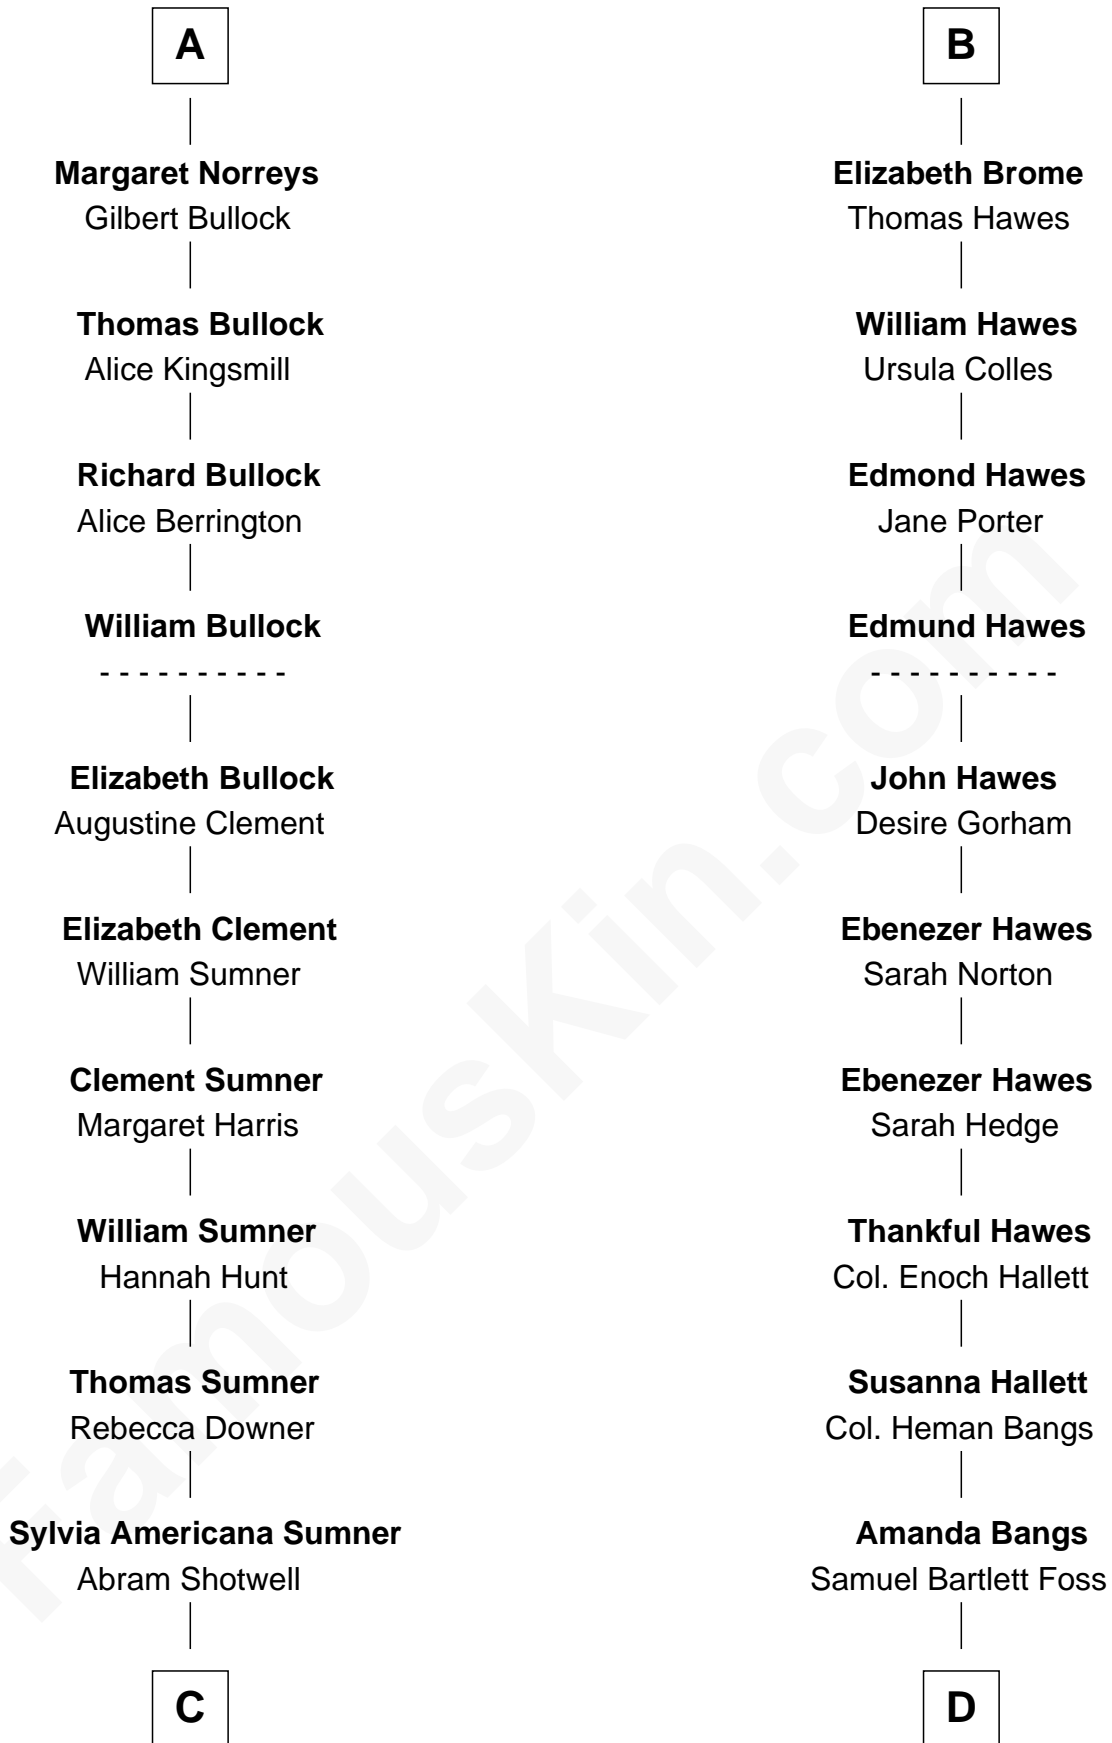 A
Margaret Norreys
Gilbert Bullock
Thomas Bullock
Alice Kingsmill
Richard Bullock
Alice Berrington
William Bullock
- - - - - - - - - -
Elizabeth Bullock
Augustine Clement
Elizabeth Clement
William Sumner
Clement Sumner
Margaret Harris
William Sumner
Hannah Hunt
Thomas Sumner
Rebecca Downer
Sylvia Americana Sumner
Abram Shotwell
C
B
Elizabeth Brome
Thomas Hawes
William Hawes
Ursula Colles
Edmond Hawes
Jane Porter
Edmund Hawes
- - - - - - - - - -
John Hawes
Desire Gorham
Ebenezer Hawes
Sarah Norton
Ebenezer Hawes
Sarah Hedge
Thankful Hawes
Col. Enoch Hallett
Susanna Hallett
Col. Heman Bangs
Amanda Bangs
Samuel Bartlett Foss
D
FamousKin.com